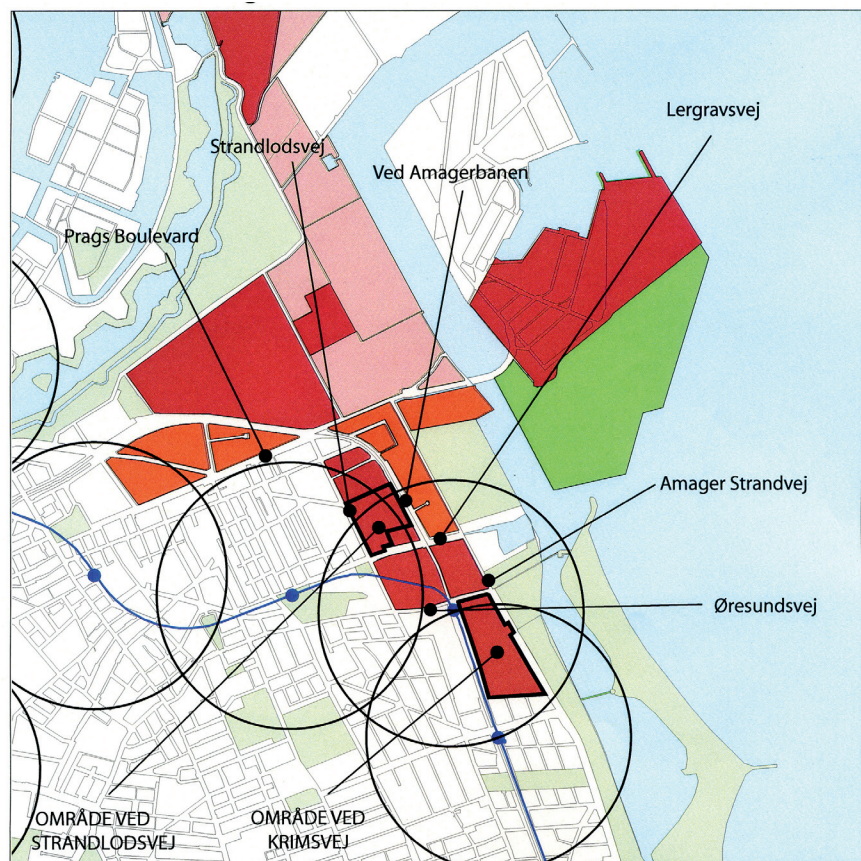 Lergravsvej
Strandlodsvej
Ved Amagerbanen
Prags Boulevard
Amager Strandvej
Øresundsvej
OMRÅDE VED
STRANDLODSVEJ
OMRÅDE VED
KRIMSVEJ